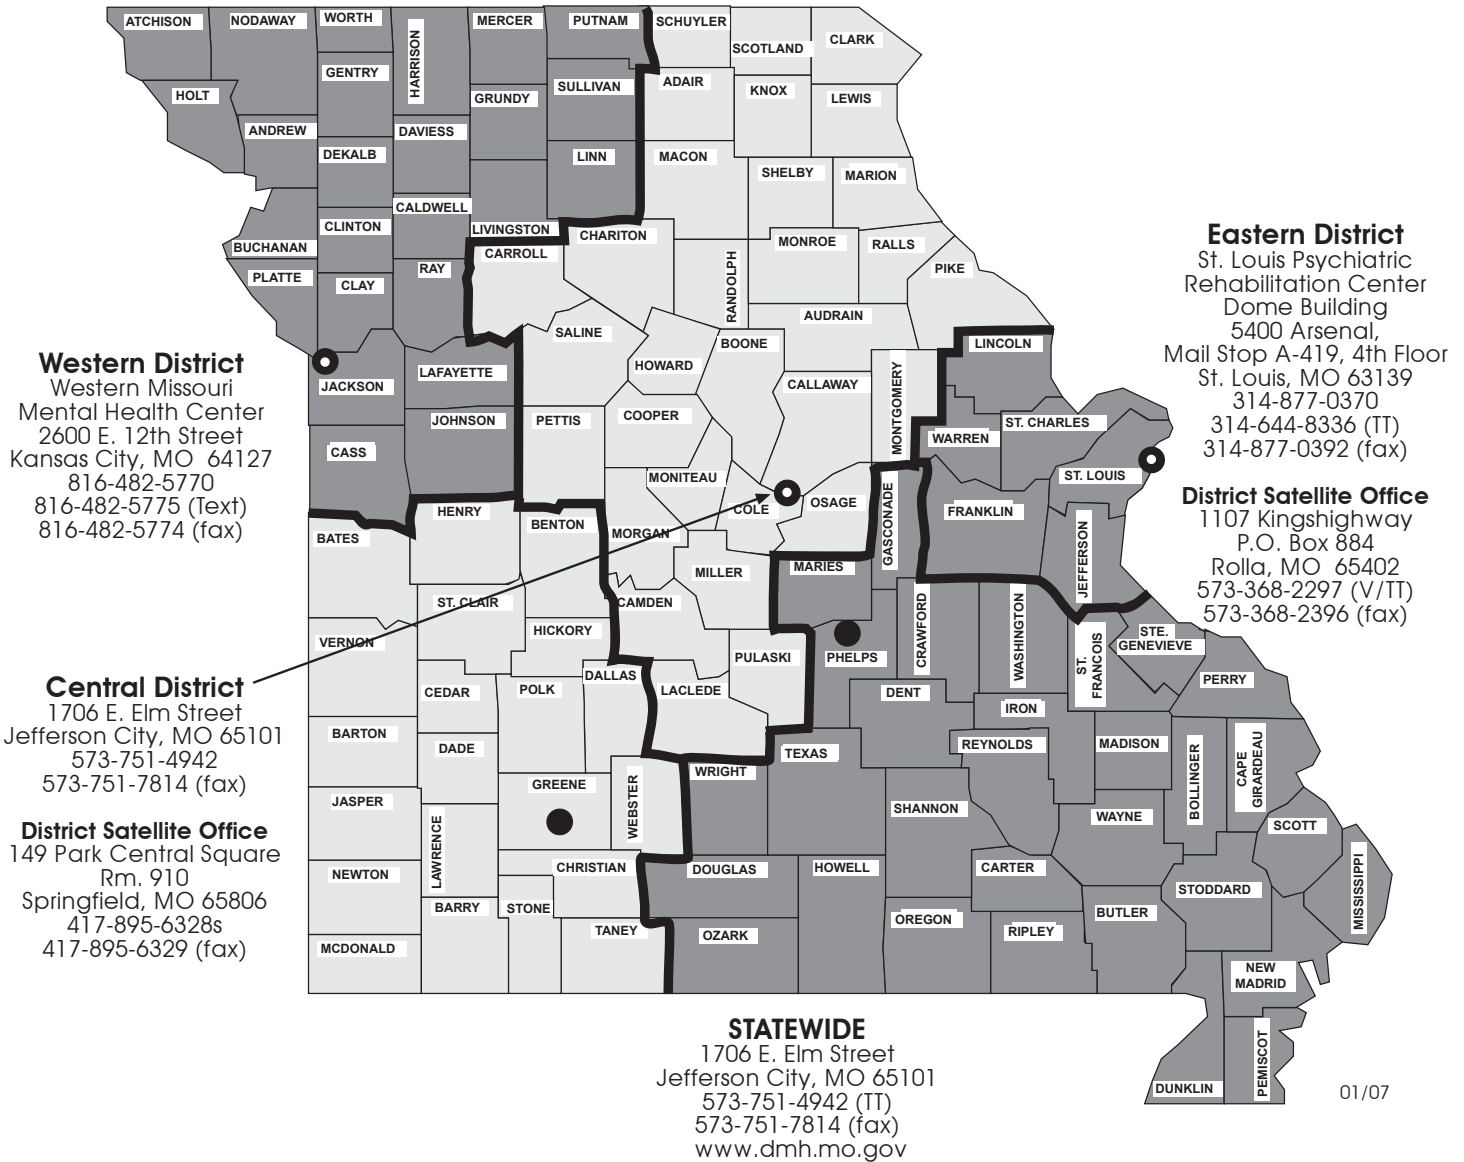 ATCHISON
NODAWAY
WORTH
HARRISON
MERCER
PUTNAM
SCHUYLER
SCOTLAND
CLARK
GENTRY
HOLT
GRUNDY
SULLIVAN
ADAIR
KNOX
LEWIS
ANDREW
DAVIESS
DEKALB
LINN
MACON
SHELBY
MARION
CALDWELL
CLINTON
LIVINGSTON
CHARITON
BUCHANAN
CARROLL
RANDOLPH
MONROE
RALLS
PIKE
PLATTE
CLAY
RAY
AUDRAIN
SALINE
BOONE
LINCOLN
HOWARD
JACKSON
LAFAYETTE
CALLAWAY
MONTGOMERY
JOHNSON
PETTIS
COOPER
WARREN
ST. CHARLES
CASS
MONITEAU
ST. LOUIS
COLE
OSAGE
GASCONADE
FRANKLIN
JEFFERSON
HENRY
BENTON
MORGAN
BATES
MILLER
MARIES
ST. CLAIR
CAMDEN
CRAWFORD
WASHINGTON
HICKORY
ST.
FRANCOIS
STE.
GENEVIEVE
VERNON
PULASKI
PHELPS
PERRY
DALLAS
CEDAR
POLK
LACLEDE
DENT
IRON
BARTON
DADE
TEXAS
REYNOLDS
MADISON
BOLLINGER
CAPE
GIRARDEAU
WRIGHT
GREENE
WEBSTER
JASPER
SHANNON
WAYNE
SCOTT
LAWRENCE
NEWTON
CHRISTIAN
DOUGLAS
HOWELL
CARTER
STODDARD
MISSISSIPPI
BARRY
STONE
OREGON
BUTLER
TANEY
OZARK
RIPLEY
MCDONALD
NEW
MADRID
DUNKLIN
PEMISCOT
Western District
Western Missouri
Mental Health Center
2600 E. 12th Street
Kansas City, MO 64127
816-482-5770
816-482-5775 (Text)
816-482-5774 (fax)
Central District
1706 E. Elm Street
Jefferson City, MO 65101
573-751-4942
573-751-7814 (fax)
District Satellite Office
149 Park Central Square
Rm. 910
Springfield, MO 65806
417-895-6328s
417-895-6329 (fax)
Eastern District
St. Louis Psychiatric
Rehabilitation Center
Dome Building
5400 Arsenal,
Mail Stop A-419, 4th Floor
St. Louis, MO 63139
314-877-0370
314-644-8336 (TT)
314-877-0392 (fax)
District Satellite Office
1107 Kingshighway
P.O. Box 884
Rolla, MO 65402
573-368-2297 (V/TT)
573-368-2396 (fax)
STATEWIDE
1706 E. Elm Street
Jefferson City, MO 65101
573-751-4942 (TT)
573-751-7814 (fax)
www.dmh.mo.gov
01/07